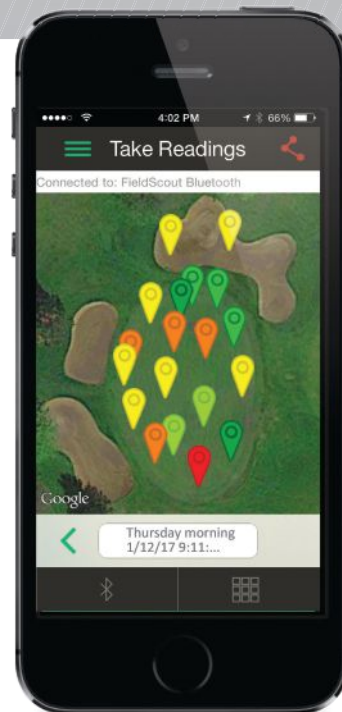 4:02 PM
66%
Take Readings
Connected to: FieldScout Bluetooth
Google
Thursday morning
1/12/17 9:11:...